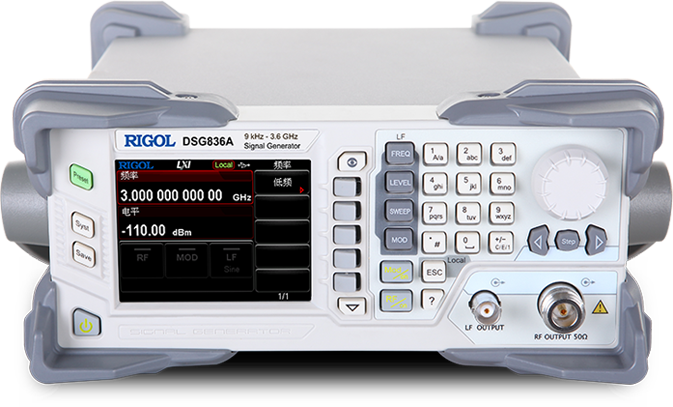 RIGOL DSG836A 9 kHz - 3.6 GHz
Signal Generator
RIGOL LXI Local 频率
频率
低频
3.000 000 000 00 GHz
电平
-110.00 dBm
RF MOD LF
Sine
1/1
Preset
Syst
Save
SIGNAL GENERATOR
LF
FREQ
LEVEL
SWEEP
MOD
1 A/a
2 abc
3 def
4 ghi
5 jkl
6 mno
7 pqrs
8 tuv
9 wxyz
. #
0
+/-
Local
ESC
?
Step
LF OUTPUT
RF OUTPUT 50Ω